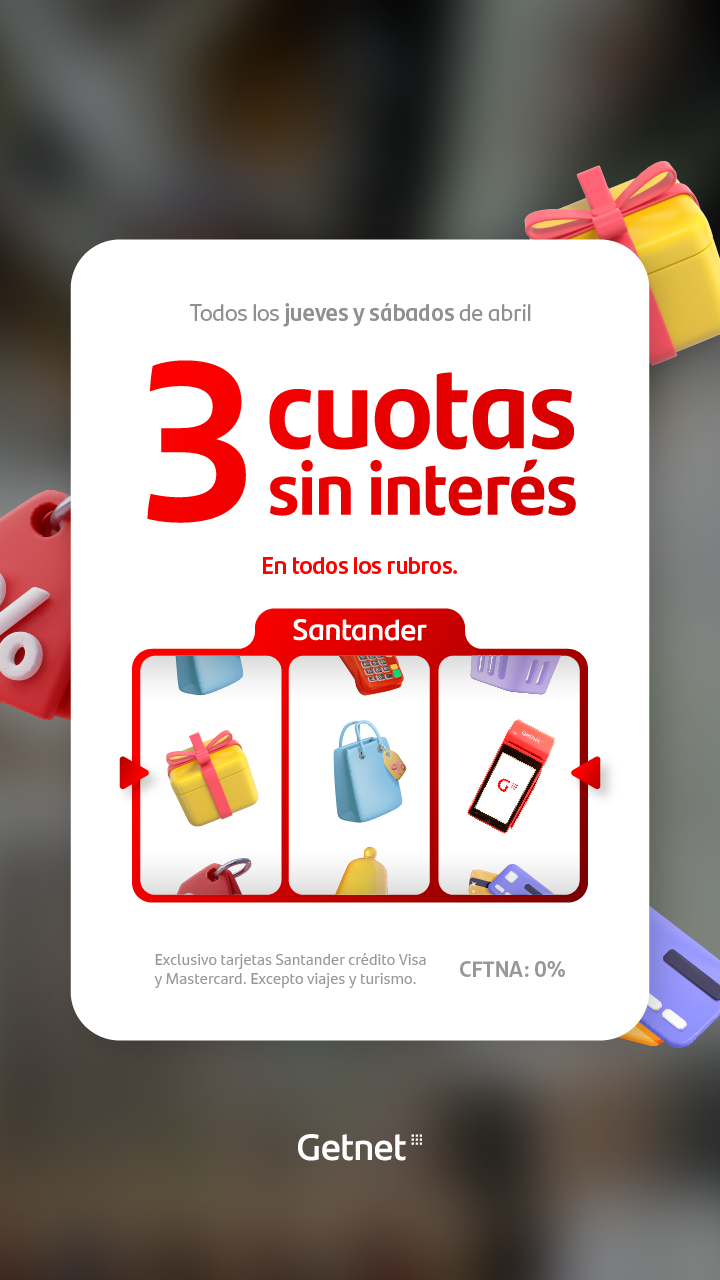 Todos los jueves y sábados de abril
3 cuotas
sin interés
En todos los rubros.
Santander
%
Getnet
G
Exclusivo tarjetas Santander crédito Visa
y Mastercard. Excepto viajes y turismo.
CFTNA: 0%
Getnet